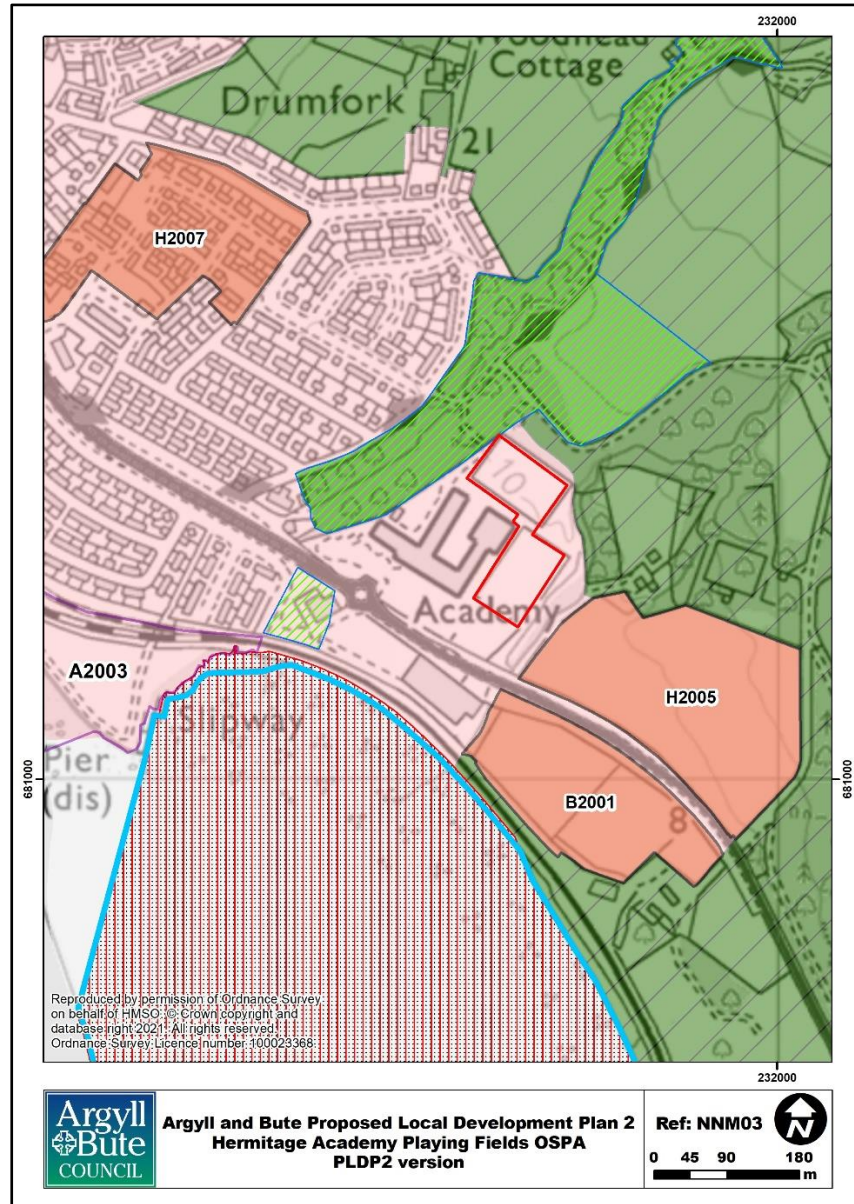 232000
Woodhead
Cottage
Drumfork
21
H2007
10
Academy
A2003
Slipway
H2005
Pier
(dis)
681000
681000
B2001
8
Reproduced by permission of Ordnance Survey
on behalf of HMSO. © Crown copyright and
database right 2021. All rights reserved.
Ordnance Survey Licence number 100023368.
232000
Argyll
&Bute
COUNCIL
Argyll and Bute Proposed Local Development Plan 2
Hermitage Academy Playing Fields OSPA
PLDP2 version
Ref: NNM03
N
0 45 90 180
m